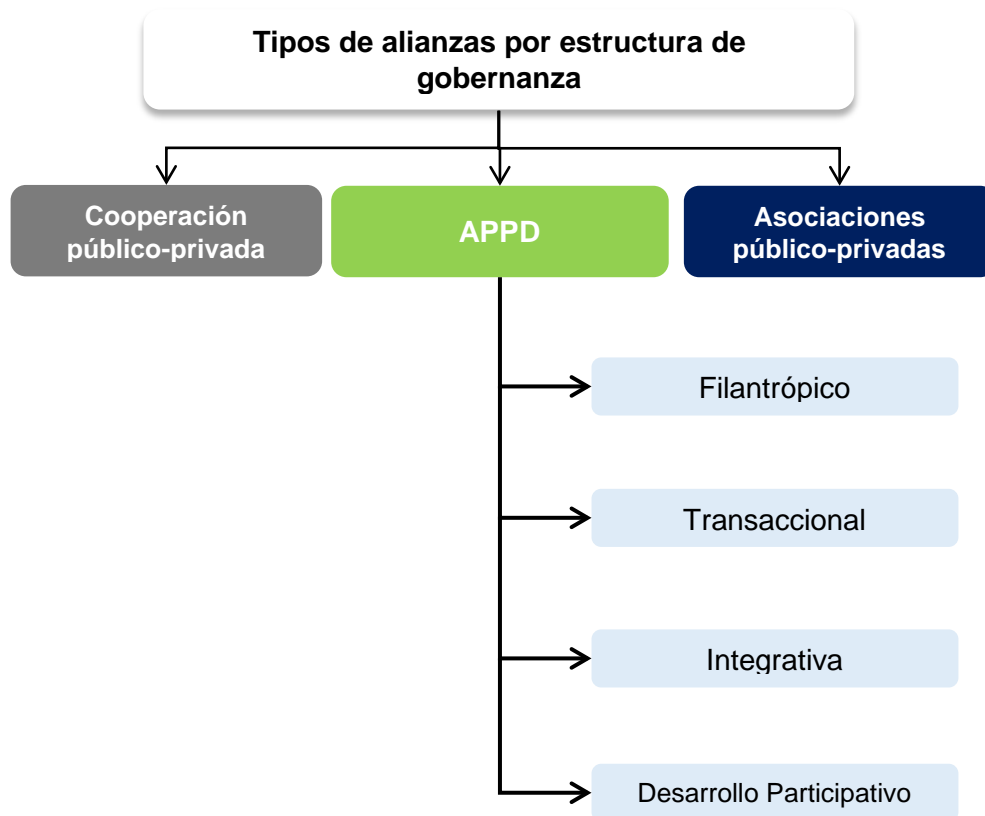 Tipos de alianzas por estructura de
gobernanza
Cooperación
público-privada
APPD
Asociaciones
público-privadas
Filantrópico
Transaccional
Integrativa
Desarrollo Participativo